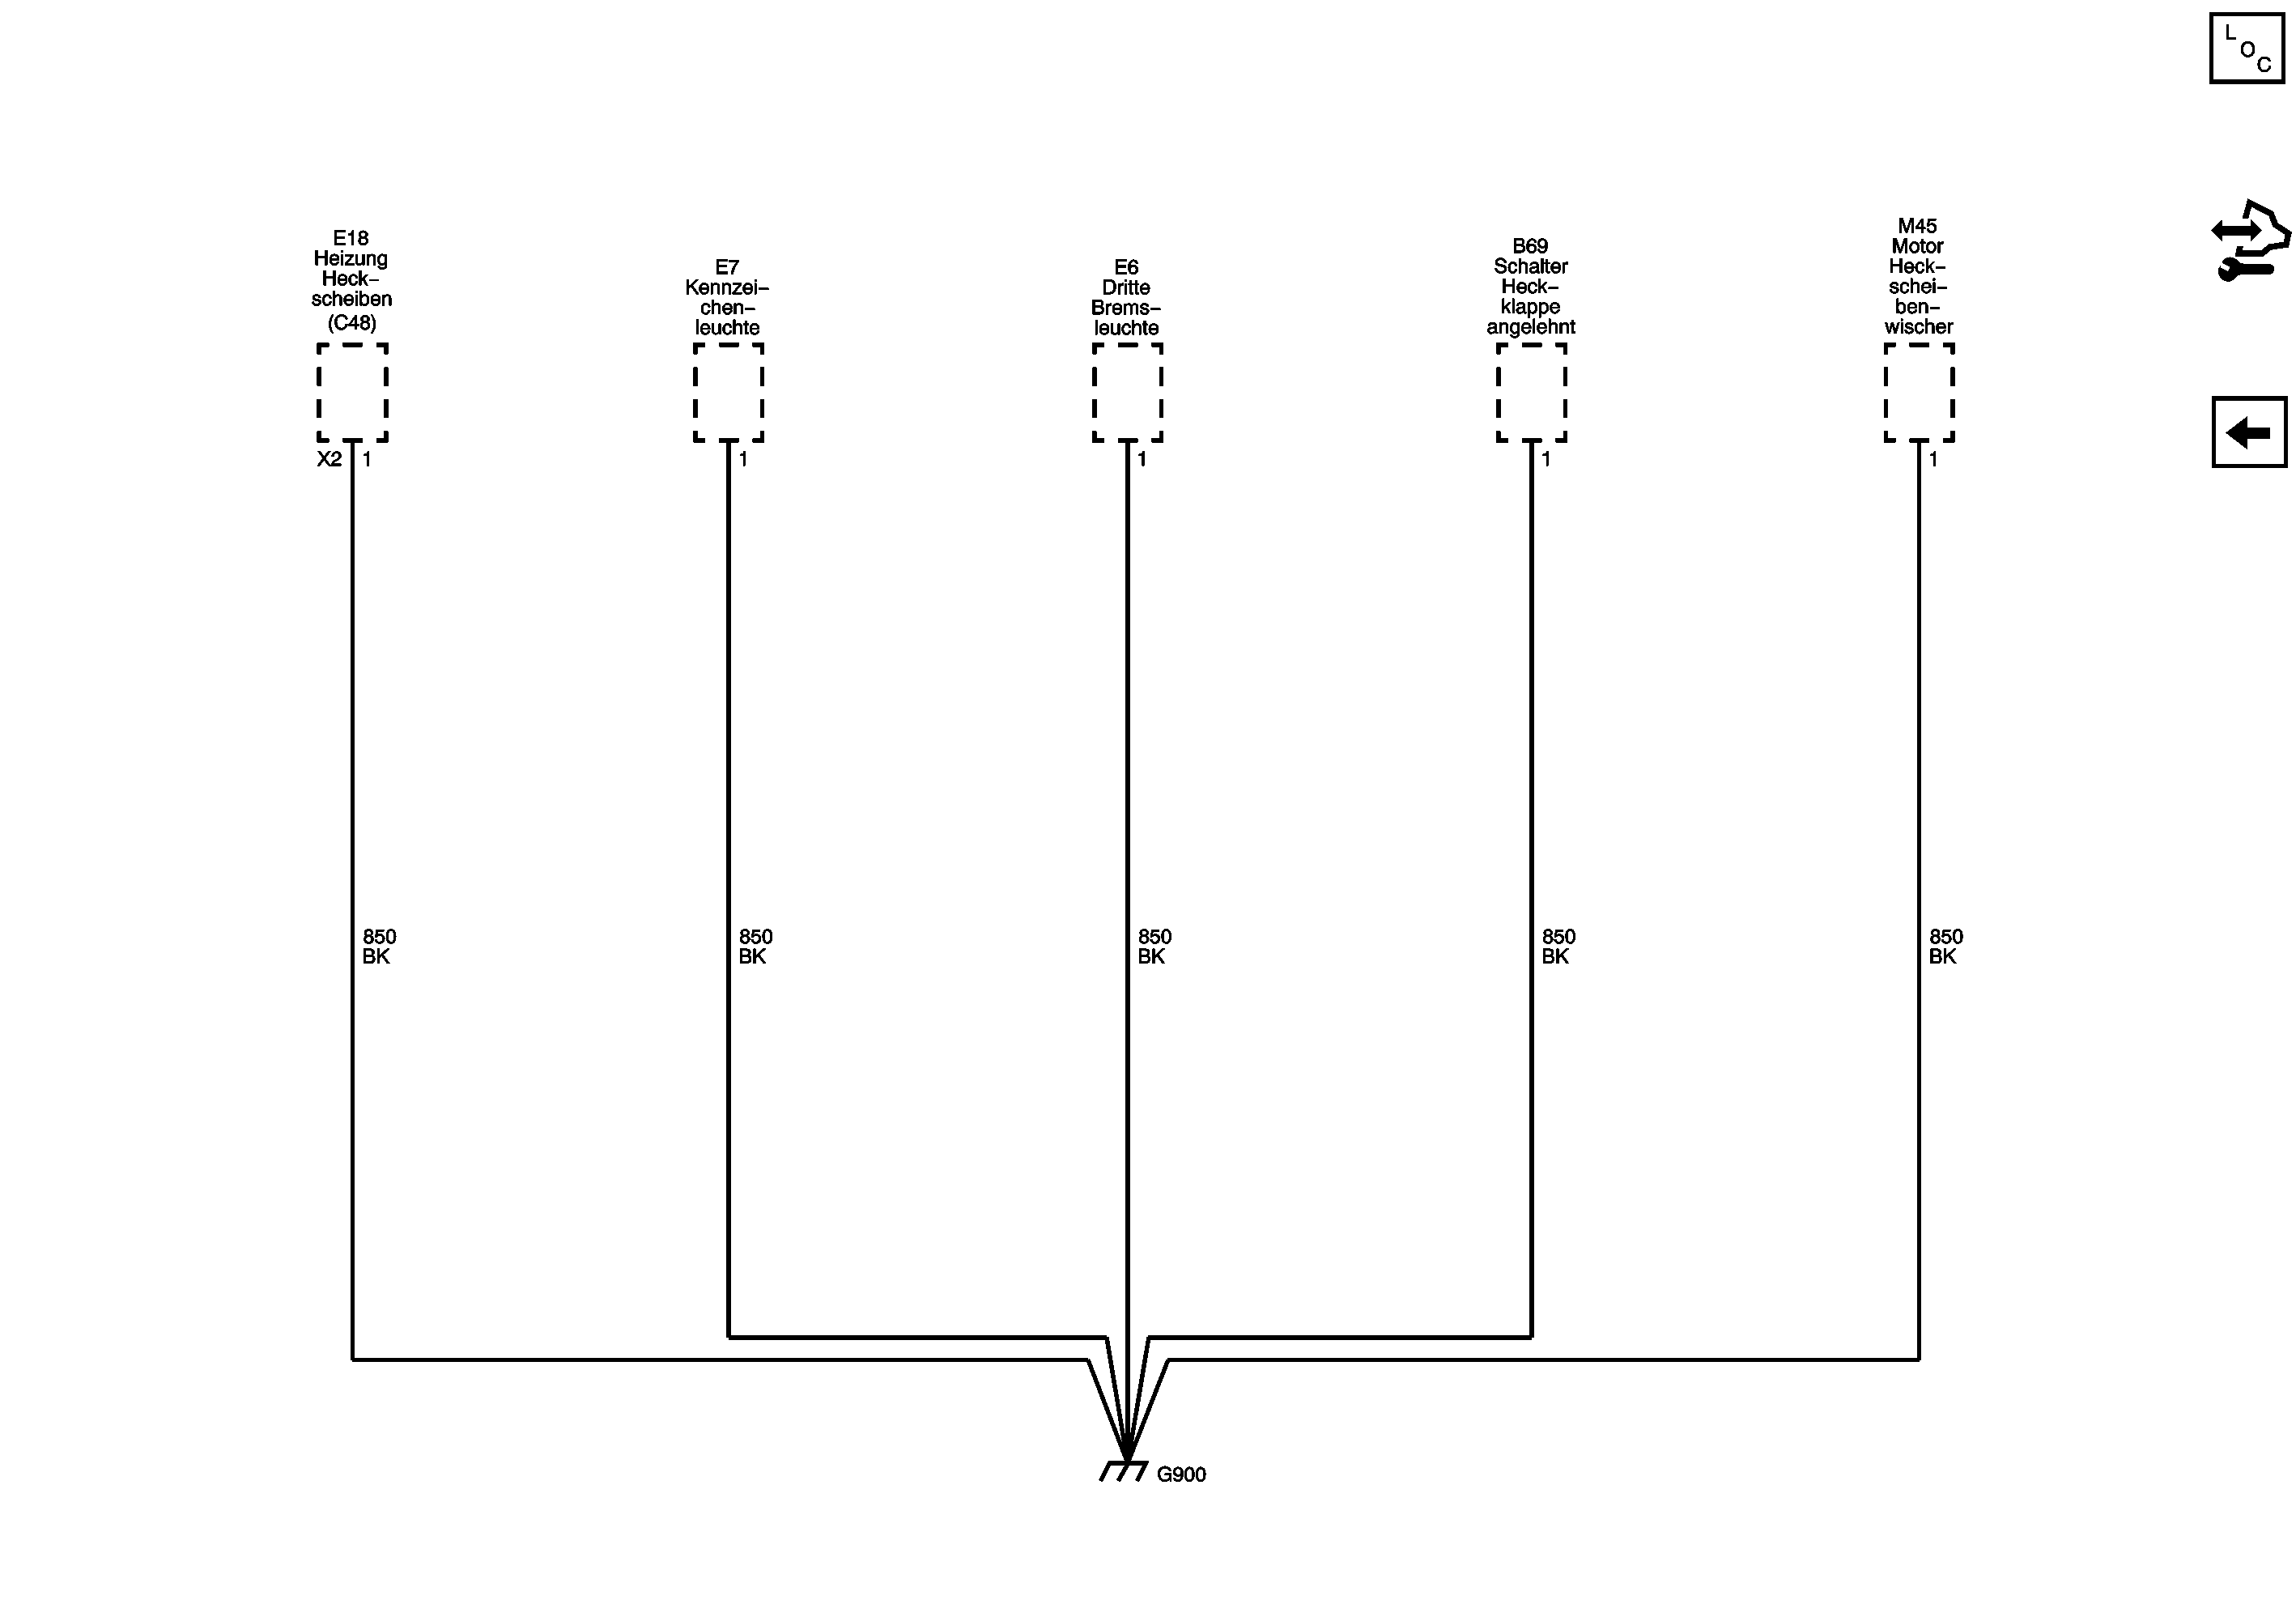 L
O
C
E18
Heizung
Heck–
scheiben
(C48)
X2 1
850
BK
E7
Kennzei–
chen–
leuchte
1
850
BK
E6
Dritte
Brems–
leuchte
1
850
BK
B69
Schalter
Heck–
klappe
angelehnt
1
850
BK
M45
Motor
Heck–
schei–
ben–
wischer
1
850
BK
G900